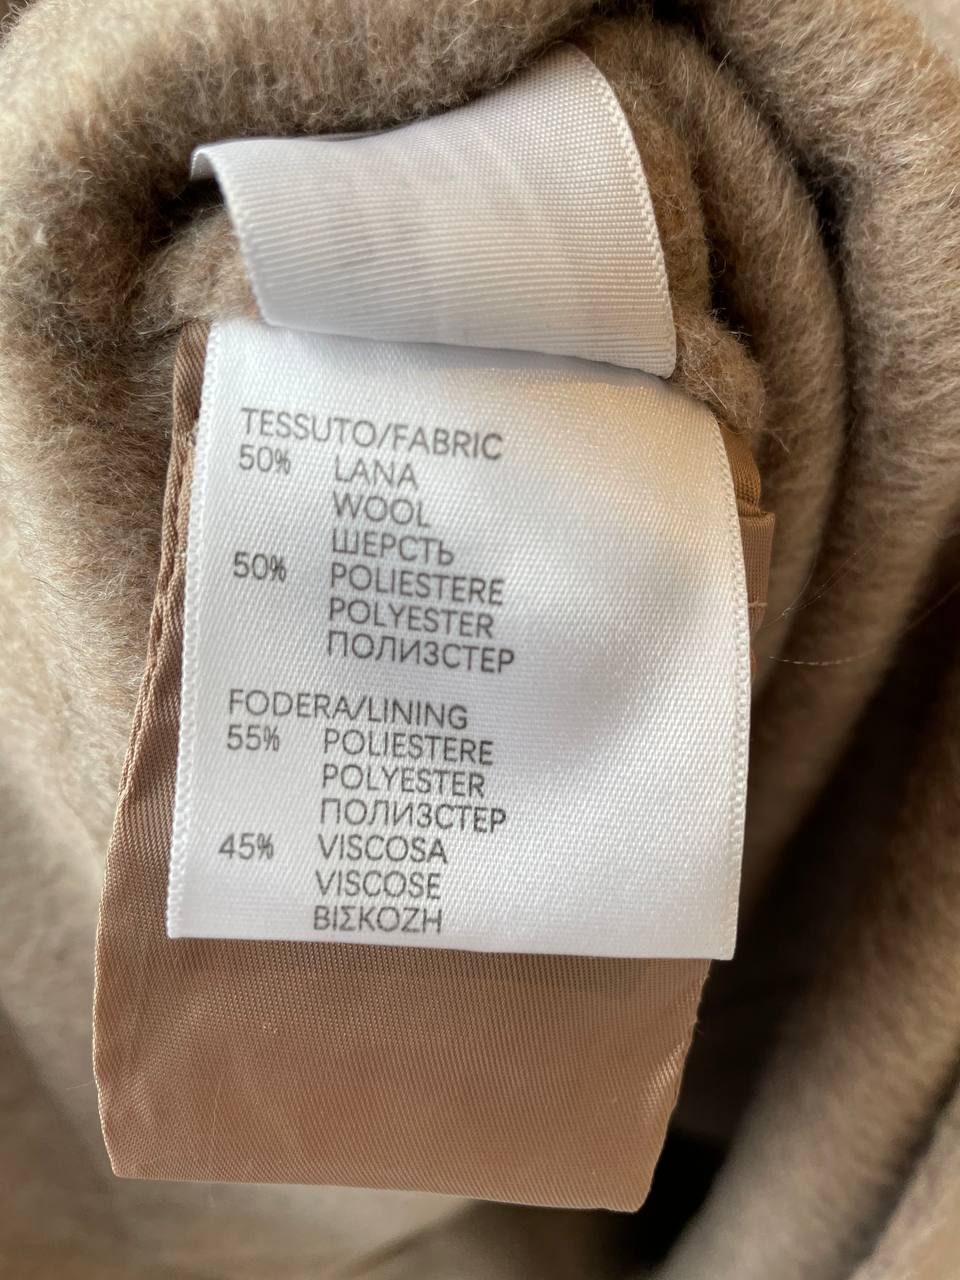 TESSUTO/FABRIC
50% LANA
WOOL
ШЕРСТЬ
50% POLIESTERE
POLYESTER
ПОЛИЗСТЕР
FODERA/LINING
55% POLIESTERE
POLYESTER
ПОЛИЗСТЕР
45% VISCOSA
VISCOSE
ΒΙΣΚΟΖΗ